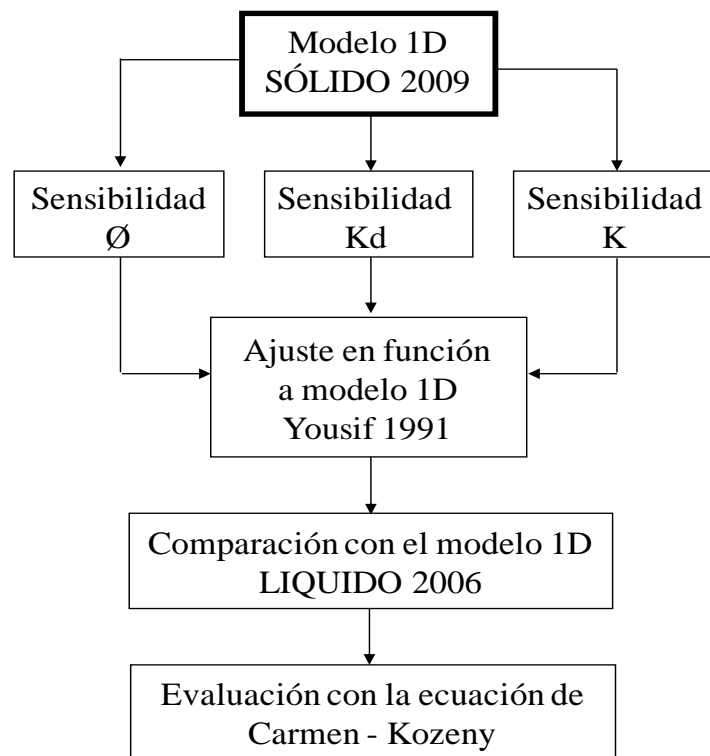 Modelo 1D
SÓLIDO 2009
Sensibilidad
Ø
Sensibilidad
Kd
Sensibilidad
K
Ajuste en función
a modelo 1D
Yousif 1991
Comparación con el modelo 1D
LIQUIDO 2006
Evaluación con la ecuación de
Carmen - Kozeny